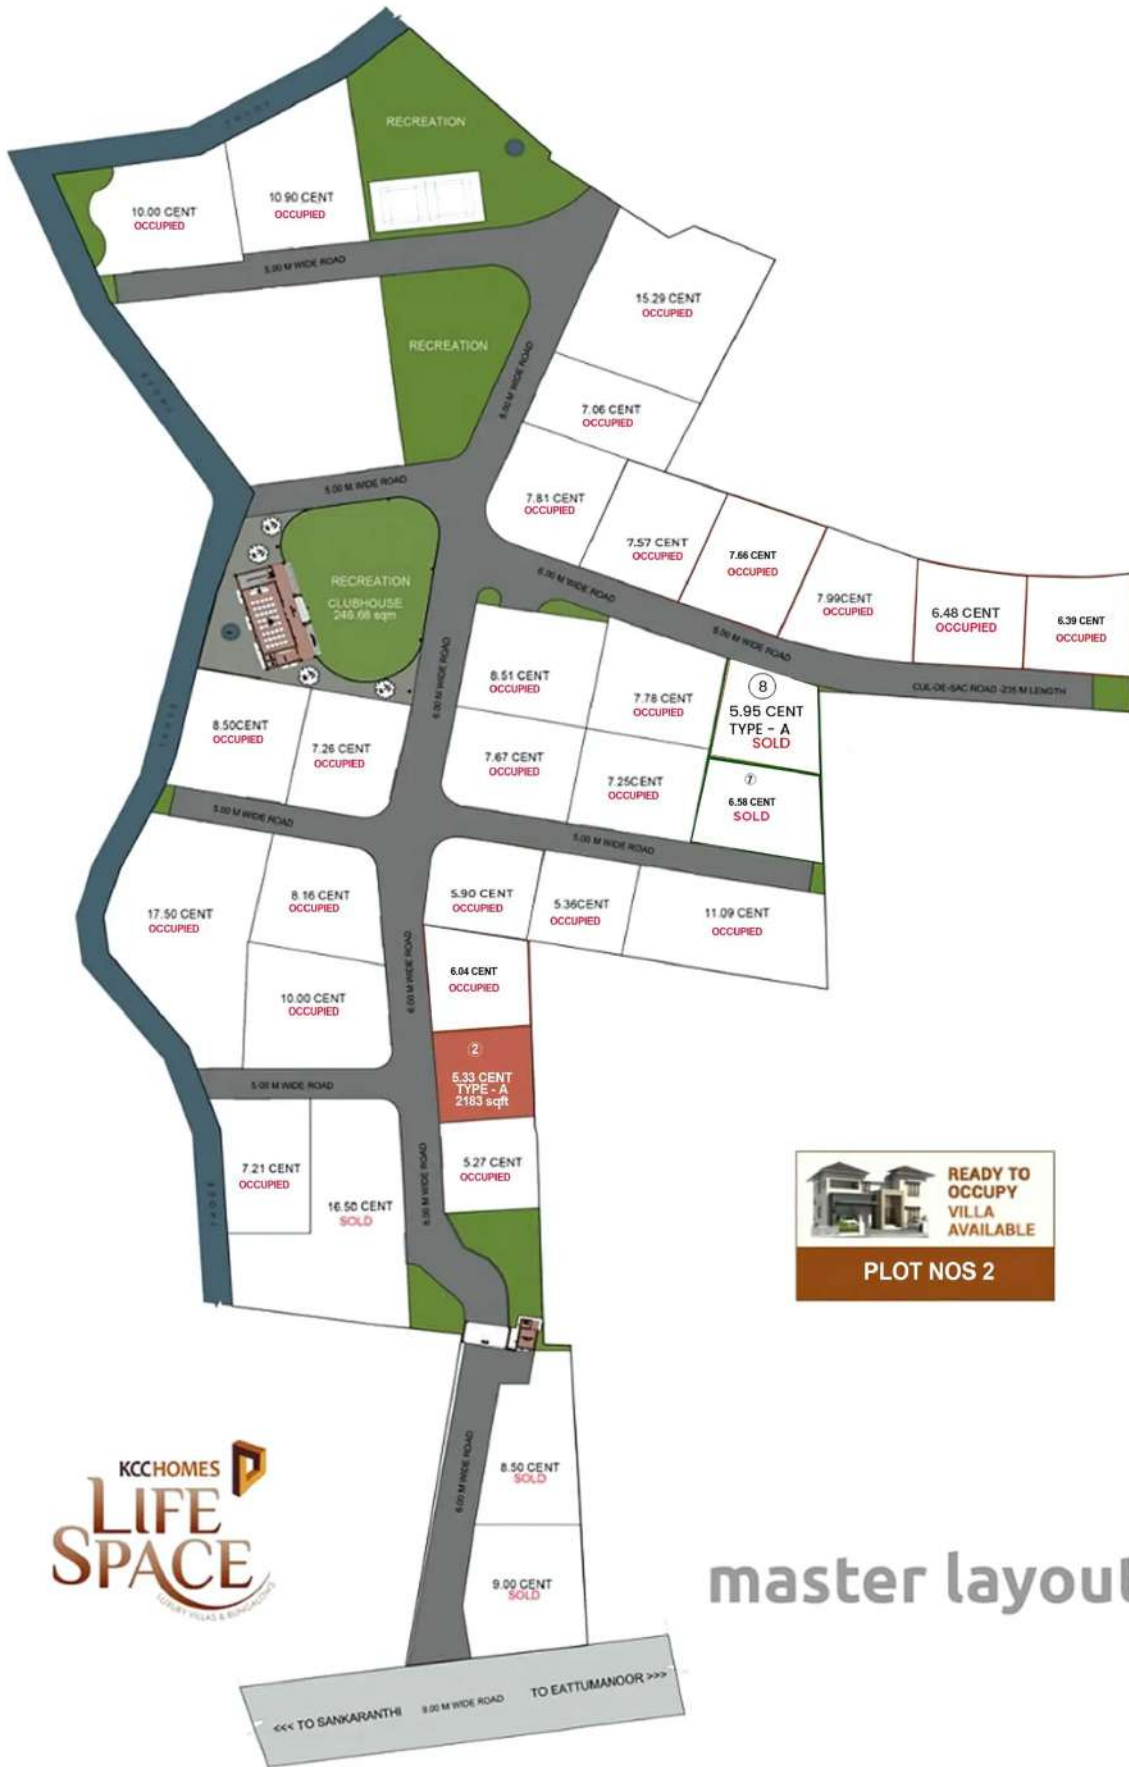 RECREATION
10.00 CENT
OCCUPIED
10 90 CENT
OCCUPIED
5.00 M WIDE ROAD
15.29 CENT
OCCUPIED
RECREATION
6.00 M WIDE ROAD
7.06 CENT
OCCUPIED
5.00 M WIDE ROAD
7.81 CENT
OCCUPIED
7.57 CENT
OCCUPIED
7.66 CENT
OCCUPIED
7.99CENT
OCCUPIED
6.48 CENT
OCCUPIED
6.39 CENT
OCCUPIED
6.00 M WIDE ROAD
6.00 M WIDE ROAD
CUL-DE-SAC ROAD -235 M LENGTH
RECREATION
CLUBHOUSE
249.68 sqm
6.00 M WIDE ROAD
8.51 CENT
OCCUPIED
7.78 CENT
OCCUPIED
8
5.95 CENT
TYPE - A
SOLD
8.50CENT
OCCUPIED
7.26 CENT
OCCUPIED
7.67 CENT
OCCUPIED
7.25CENT
OCCUPIED
7
6.58 CENT
SOLD
5.00 M WIDE ROAD
5.00 M WIDE ROAD
17.50 CENT
OCCUPIED
8.16 CENT
OCCUPIED
5.90 CENT
OCCUPIED
5.36CENT
OCCUPIED
11.09 CENT
OCCUPIED
6.00 M WIDE ROAD
6.04 CENT
OCCUPIED
10.00 CENT
OCCUPIED
2
5.33 CENT
TYPE - A
2183 sqft
5.00 M WIDE ROAD
7.21 CENT
OCCUPIED
16.50 CENT
SOLD
6.00 M WIDE ROAD
5.27 CENT
OCCUPIED
READY TO
OCCUPY
VILLA
AVAILABLE
PLOT NOS 2
6.00 M WIDE ROAD
8.50 CENT
SOLD
9.00 CENT
SOLD
KCCHOMES
LIFE
SPACE
LUXURY VILLAS & BUNGALOWS
master layout
<<< TO SANKARANTHI
9.00 M WIDE ROAD
TO EATTUMANOOR >>>